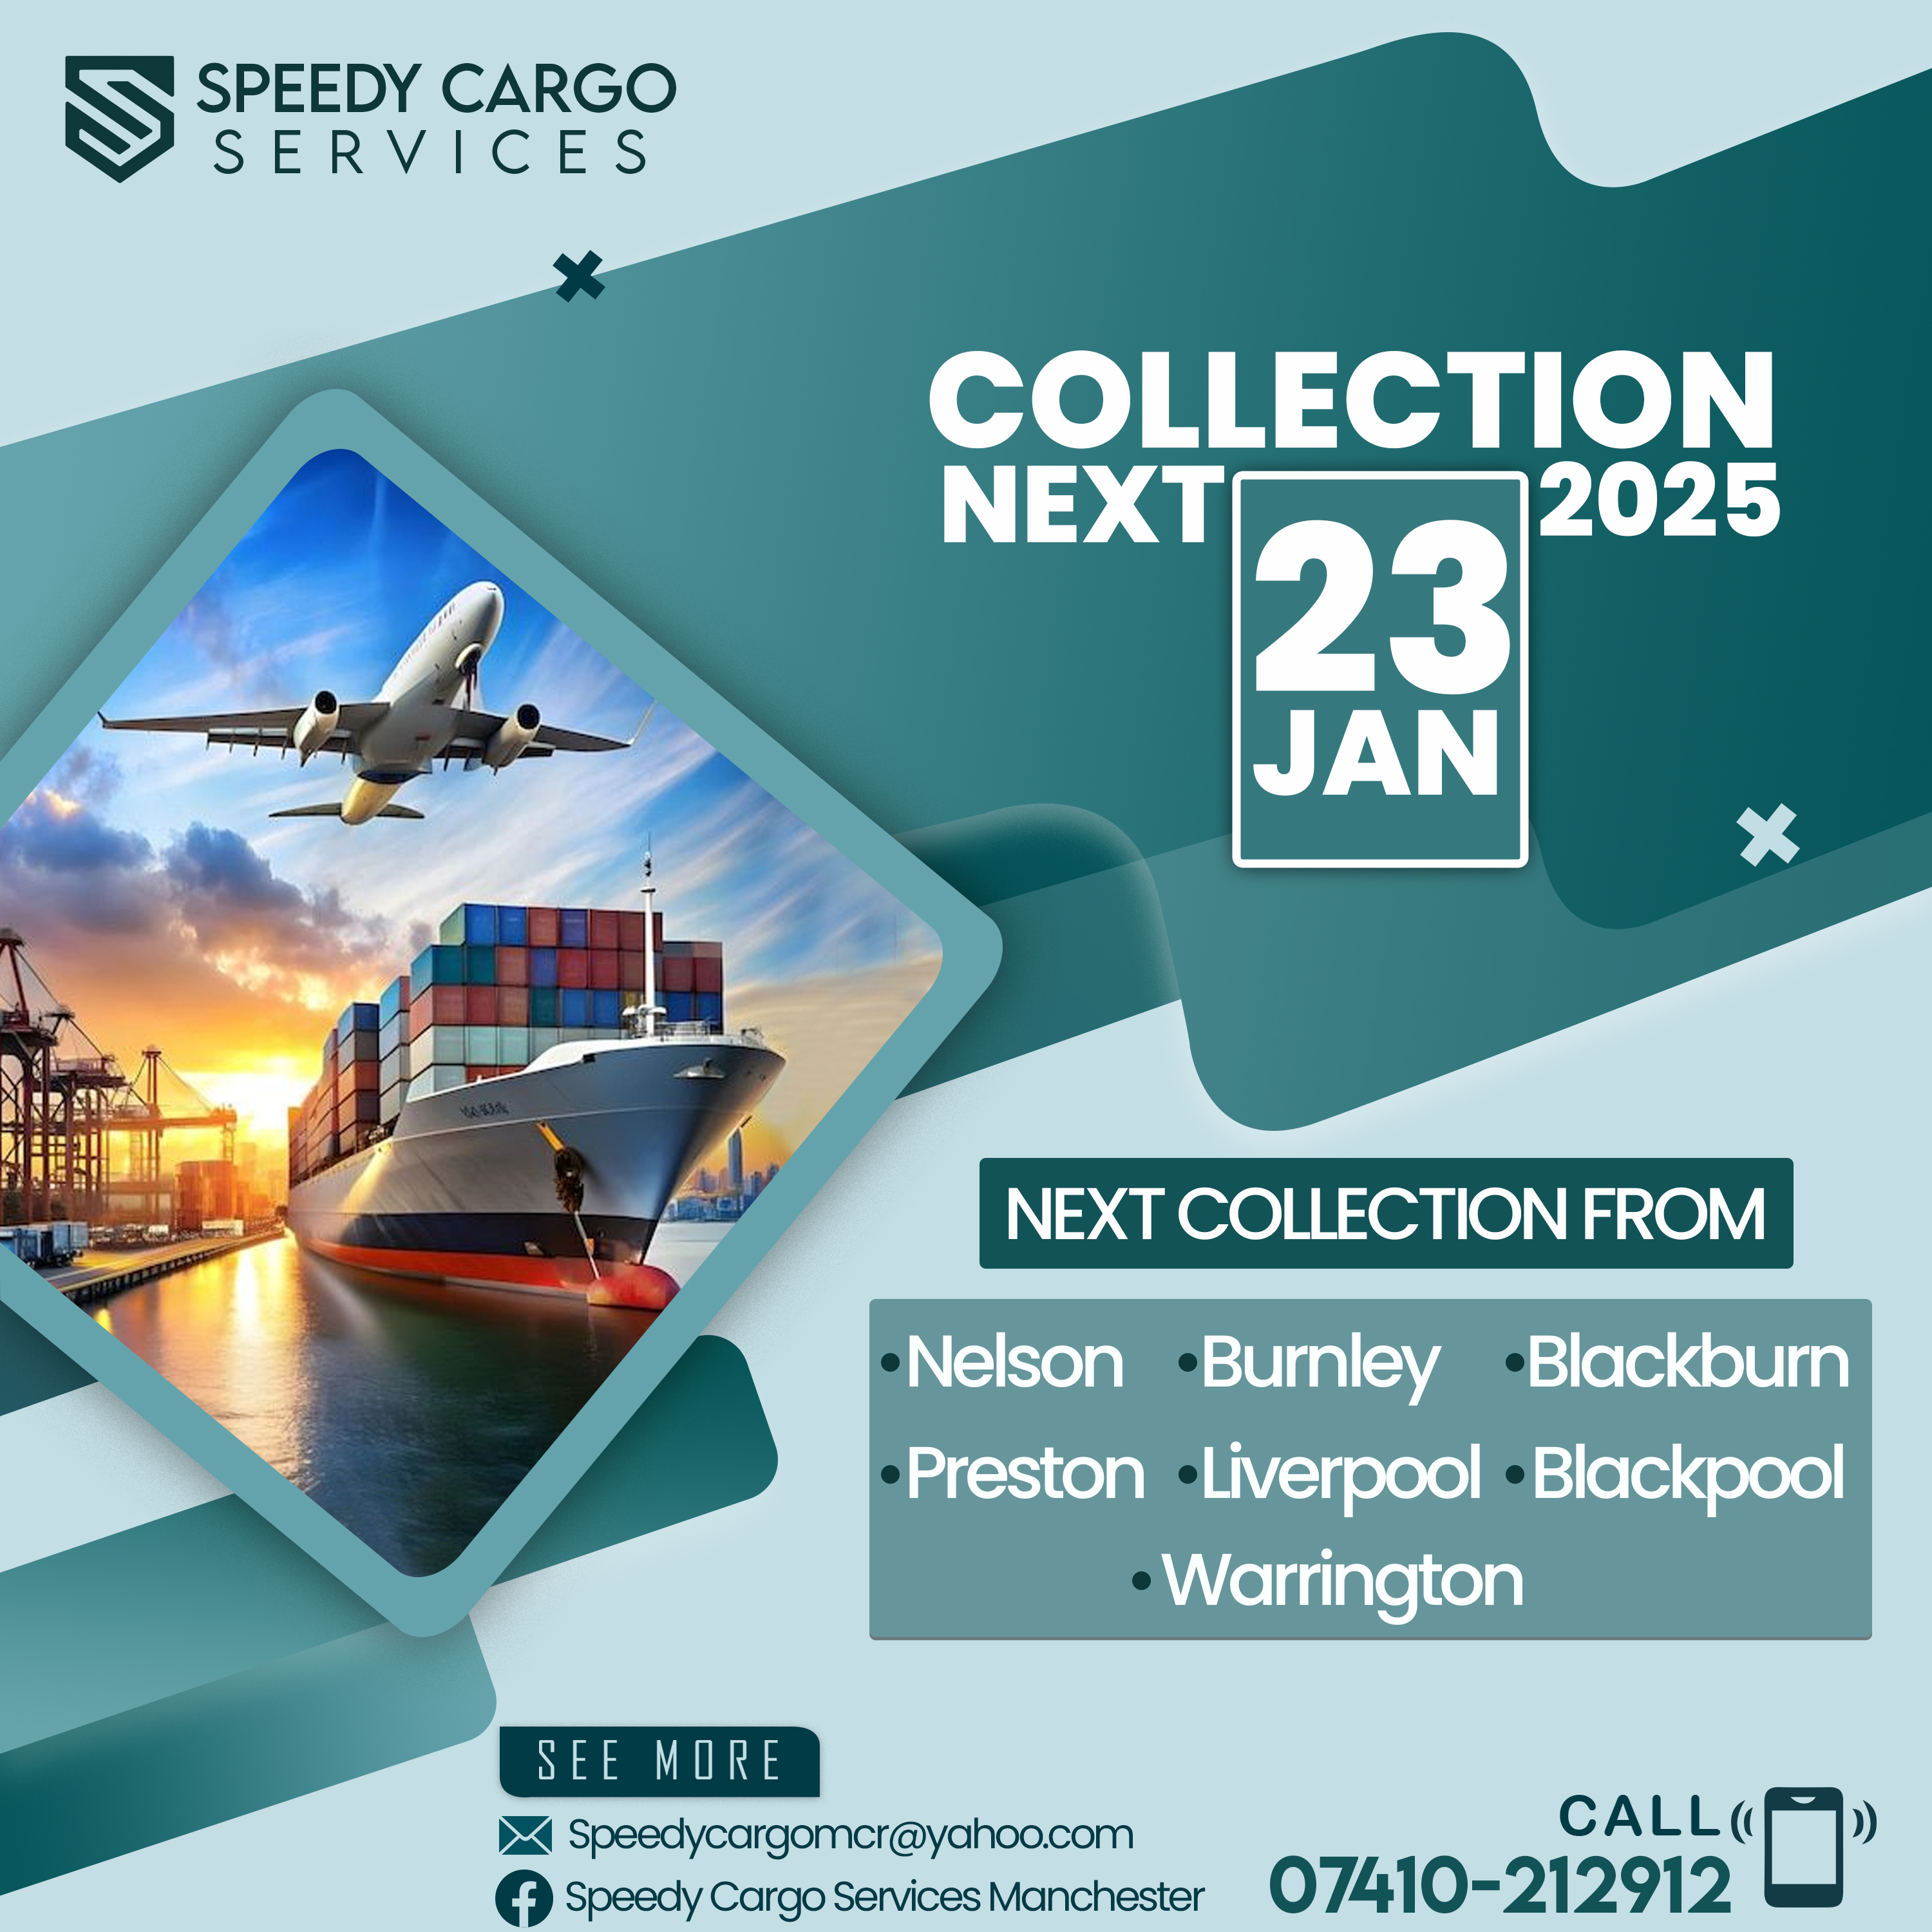 SPEEDY CARGO
SERVICES
COLLECTION
NEXT 23 JAN 2025
NEXT COLLECTION FROM
•Nelson •Burnley •Blackburn
•Preston •Liverpool •Blackpool
•Warrington
SEE MORE
Speedycargomcr@yahoo.com
Speedy Cargo Services Manchester
CALL
07410-212912